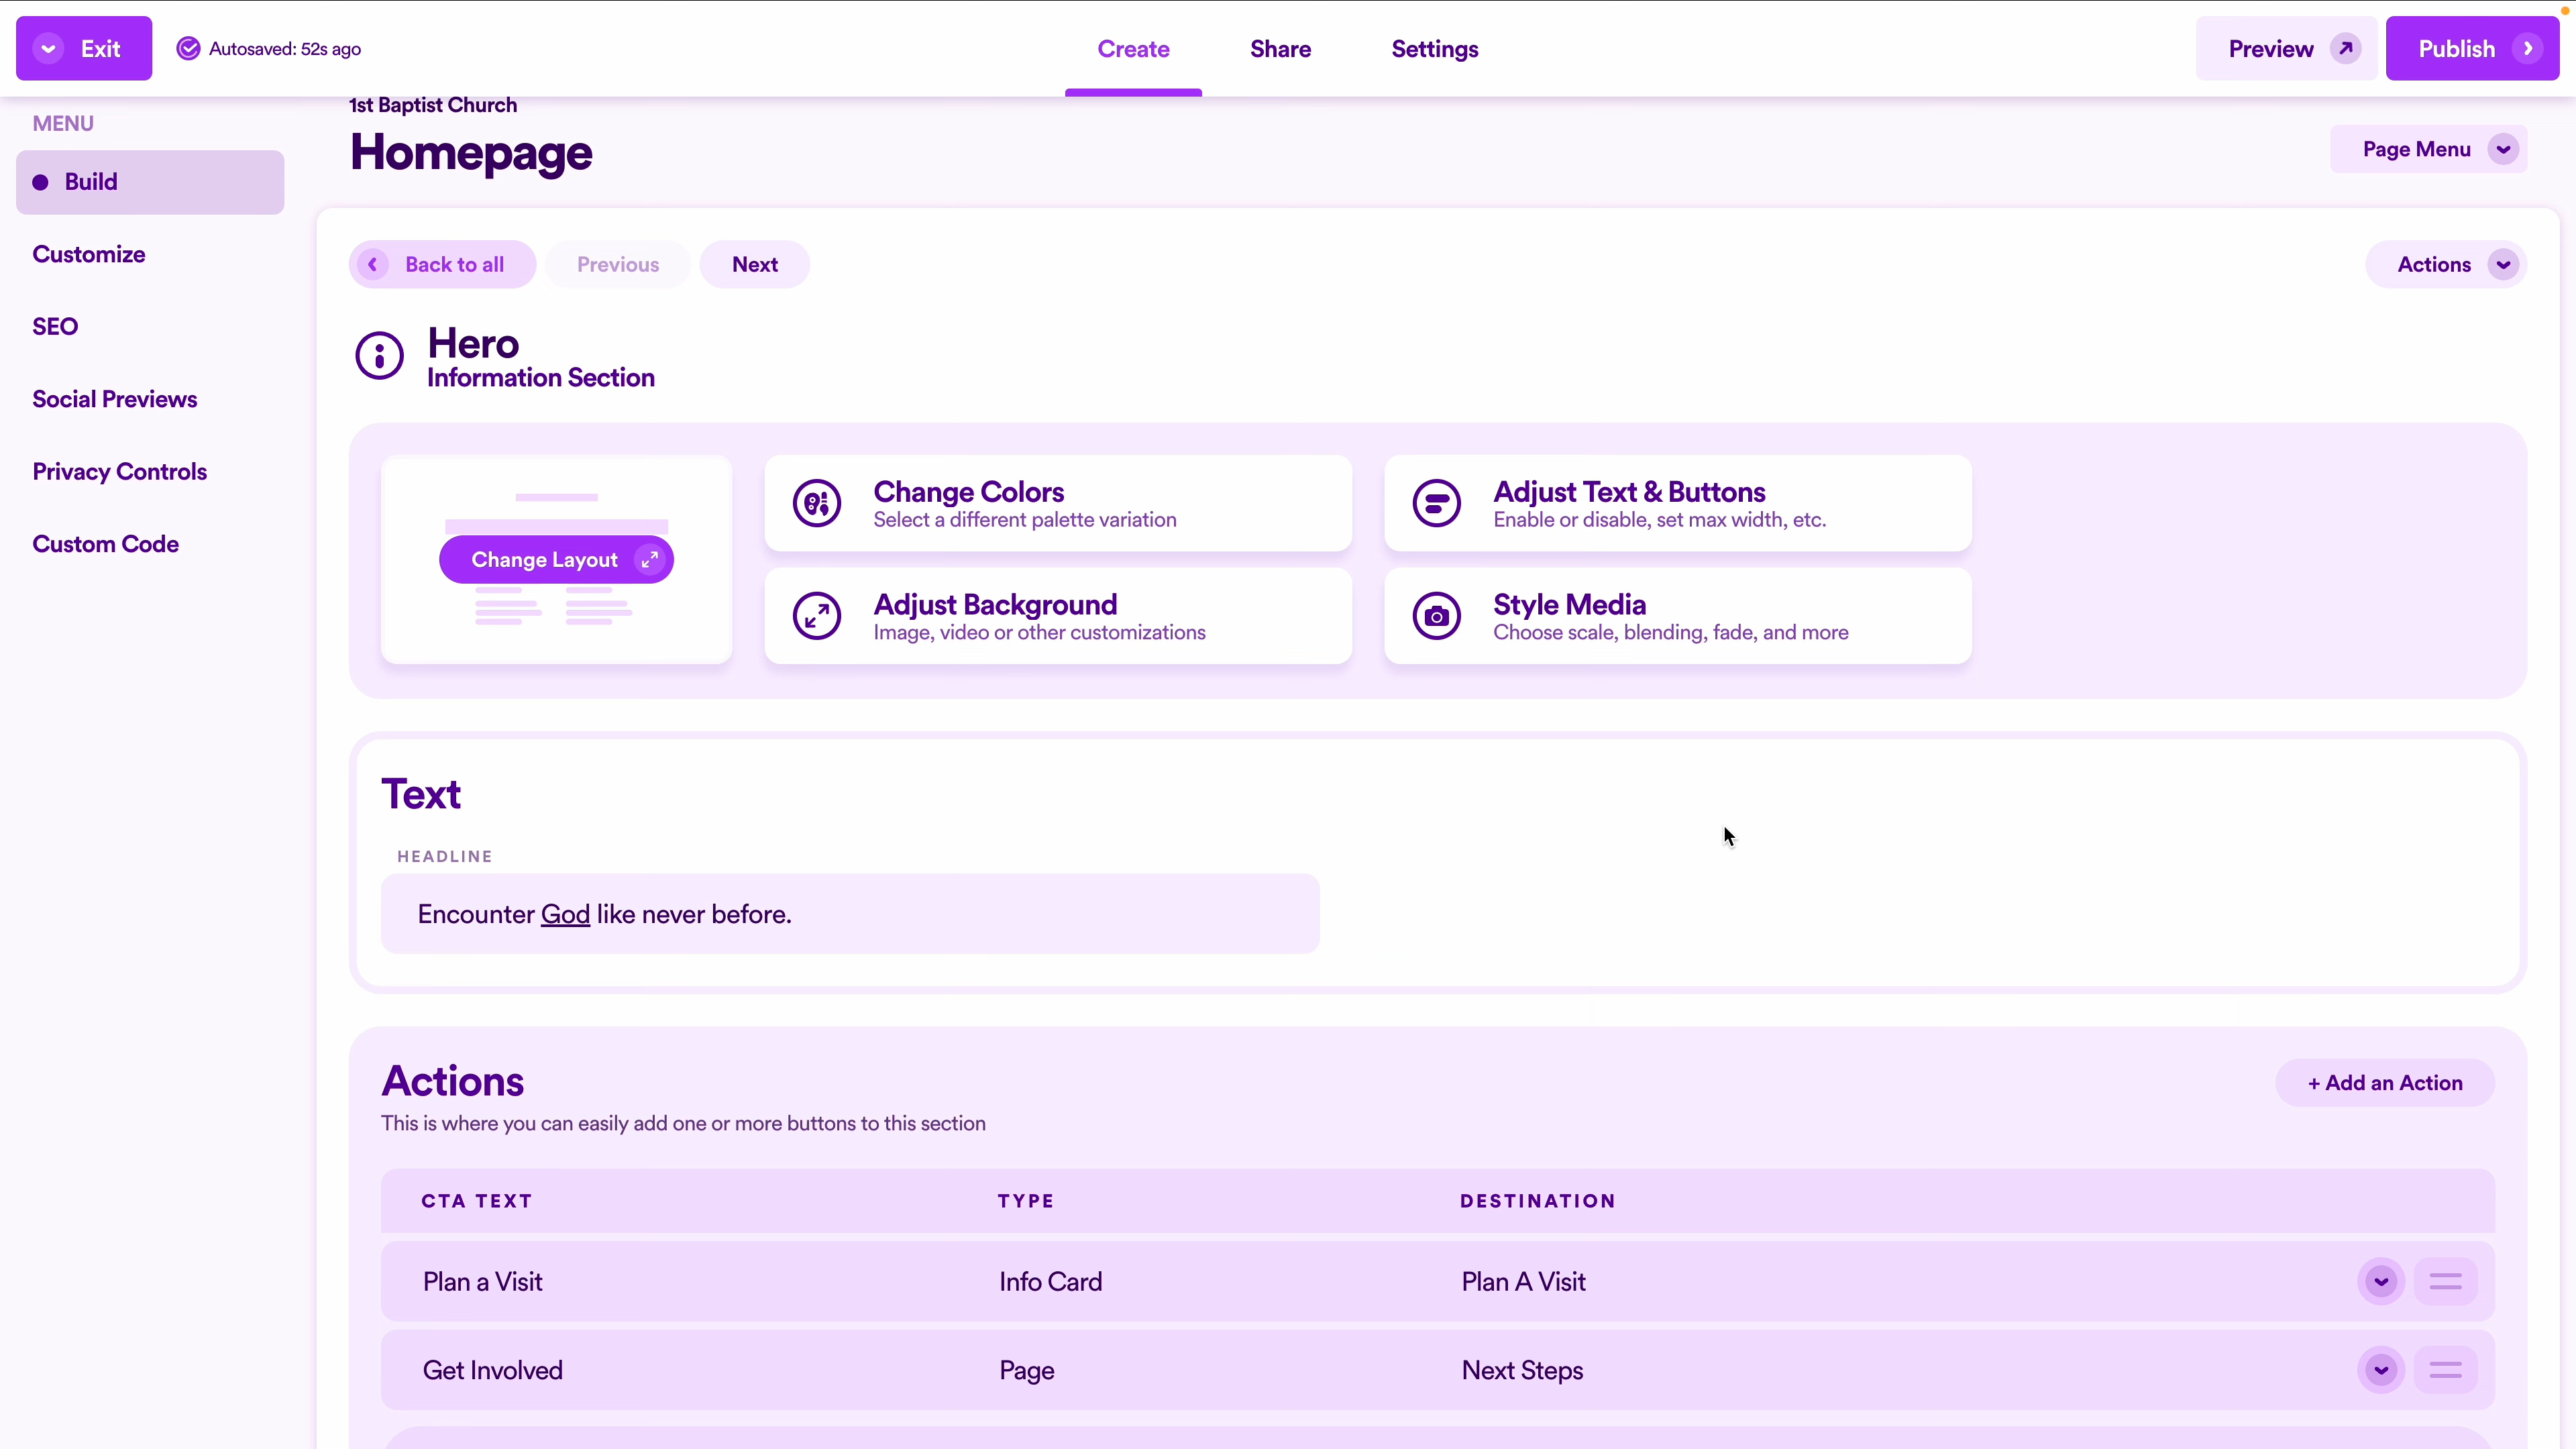 Exit
Autosaved: 52s ago
Create
Share
Settings
Preview
Publish
MENU
Build
Customize
SEO
Social Previews
Privacy Controls
Custom Code
1st Baptist Church
Homepage
Page Menu
Back to all
Previous
Next
Actions
Hero
Information Section
Change Layout
Change Colors
Select a different palette variation
Adjust Text & Buttons
Enable or disable, set max width, etc.
Adjust Background
Image, video or other customizations
Style Media
Choose scale, blending, fade, and more
Text
HEADLINE
Encounter God like never before.
Actions
+ Add an Action
This is where you can easily add one or more buttons to this section
CTA TEXT TYPE DESTINATION
Plan a Visit Info Card Plan A Visit
Get Involved Page Next Steps